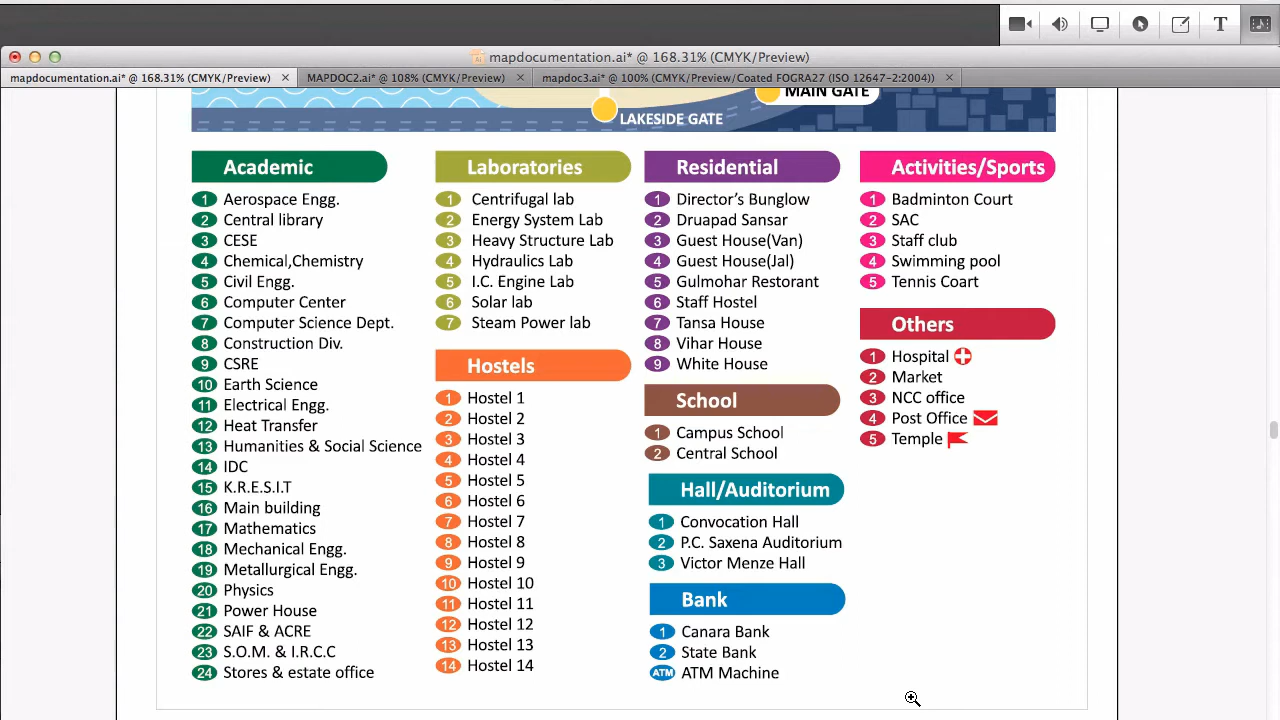 mapdocumentation.ai* @ 168.31% (CMYK/Preview)
mapdocumentation.ai* @ 168.31% (CMYK/Preview)
MAPDOC2.ai* @ 108% (CMYK/Preview)
mapdoc3.ai* @ 100% (CMYK/Preview/Coated FOGRA27 (ISO 12647-2:2004))
MAIN GATE
LAKESIDE GATE
Academic
1 Aerospace Engg.
2 Central library
3 CESE
4 Chemical,Chemistry
5 Civil Engg.
6 Computer Center
7 Computer Science Dept.
8 Construction Div.
9 CSRE
10 Earth Science
11 Electrical Engg.
12 Heat Transfer
13 Humanities & Social Science
14 IDC
15 K.R.E.S.I.T
16 Main building
17 Mathematics
18 Mechanical Engg.
19 Metallurgical Engg.
20 Physics
21 Power House
22 SAIF & ACRE
23 S.O.M. & I.R.C.C
24 Stores & estate office
Laboratories
1 Centrifugal lab
2 Energy System Lab
3 Heavy Structure Lab
4 Hydraulics Lab
5 I.C. Engine Lab
6 Solar lab
7 Steam Power lab
Hostels
1 Hostel 1
2 Hostel 2
3 Hostel 3
4 Hostel 4
5 Hostel 5
6 Hostel 6
7 Hostel 7
8 Hostel 8
9 Hostel 9
10 Hostel 10
11 Hostel 11
12 Hostel 12
13 Hostel 13
14 Hostel 14
Residential
1 Director's Bunglow
2 Druapad Sansar
3 Guest House(Van)
4 Guest House(Jal)
5 Gulmohar Restorant
6 Staff Hostel
7 Tansa House
8 Vihar House
9 White House
School
1 Campus School
2 Central School
Hall/Auditorium
1 Convocation Hall
2 P.C. Saxena Auditorium
3 Victor Menze Hall
Bank
1 Canara Bank
2 State Bank
ATM ATM Machine
Activities/Sports
1 Badminton Court
2 SAC
3 Staff club
4 Swimming pool
5 Tennis Coart
Others
1 Hospital
2 Market
3 NCC office
4 Post Office
5 Temple